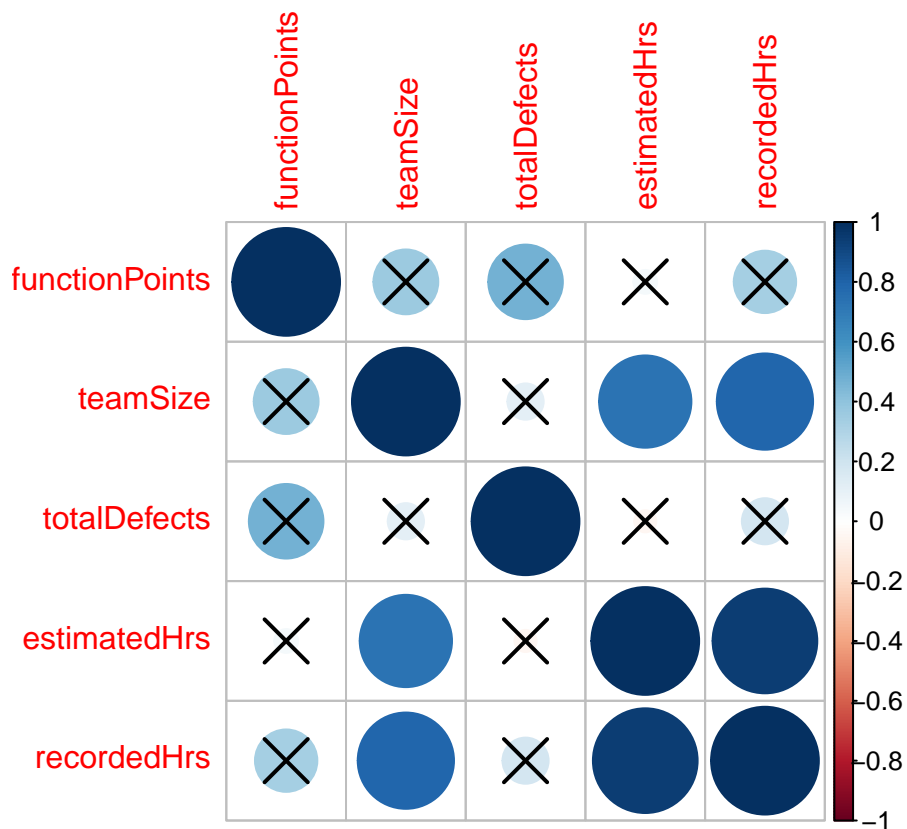 functionPoints
teamSize
totalDefects
estimatedHrs
recordedHrs
functionPoints
teamSize
totalDefects
estimatedHrs
recordedHrs
1
0.8
0.6
0.4
0.2
0
−0.2
−0.4
−0.6
−0.8
−1